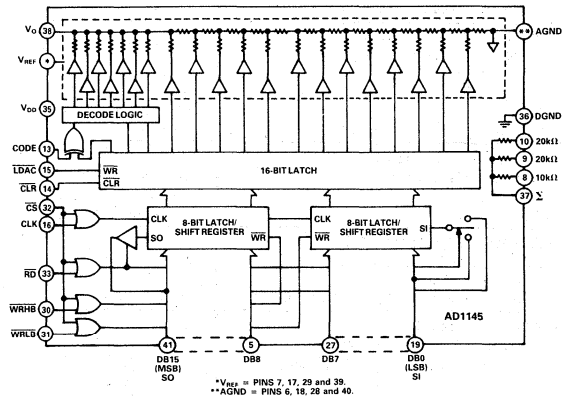 V_O 38
** AGND
V_REF *
V_DD 35
DECODE LOGIC
36 DGND
CODE 13
10 20kΩ
9 20kΩ
8 10kΩ
37 Σ
LDAC 15
WR
16-BIT LATCH
CLR 14
CLR
CS 32
CLK 16
CLK
8-BIT LATCH/
SHIFT REGISTER
SO
WR
CLK
8-BIT LATCH/
SHIFT REGISTER
WR
SI
RD 33
WRHB 30
AD1145
WRLB 31
41
5
27
19
DB15
(MSB)
SO
DB8
DB7
DB0
(LSB)
SI
*V_REF = PINS 7, 17, 29 and 39.
**AGND = PINS 6, 18, 28 and 40.